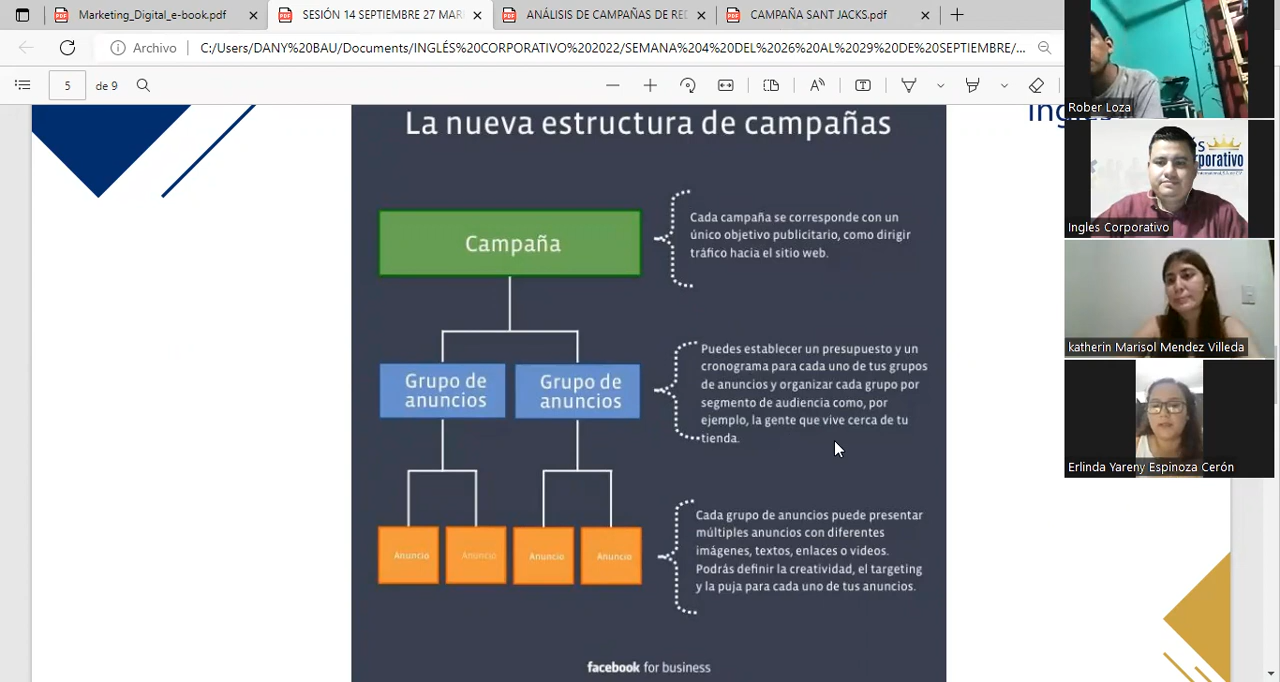 Marketing_Digital_e-book.pdf
SESIÓN 14 SEPTIEMBRE 27 MAR
ANÁLISIS DE CAMPAÑAS DE RE
CAMPAÑA SANT JACKS.pdf
Archivo
C:/Users/DANY%20BAU/Documents/INGLÉS%20CORPORATIVO%202022/SEMANA%204%20DEL%2026%20AL%2029%20DE%20SEPTIEMBRE/...
5 de 9
Inglés
La nueva estructura de campañas
Campaña
Cada campaña se corresponde con un
único objetivo publicitario, como dirigir
tráfico hacia el sitio web.
Grupo de
anuncios
Grupo de
anuncios
Puedes establecer un presupuesto y un
cronograma para cada uno de tus grupos
de anuncios y organizar cada grupo por
segmento de audiencia como, por
ejemplo, la gente que vive cerca de tu
tienda.
Anuncio
Anuncio
Anuncio
Anuncio
Cada grupo de anuncios puede presentar
múltiples anuncios con diferentes
imágenes, textos, enlaces o videos.
Podrás definir la creatividad, el targeting
y la puja para cada uno de tus anuncios.
facebook for business
Rober Loza
porativo
Ingles Corporativo
katherin Marisol Mendez Villeda
Erlinda Yareny Espinoza Cerón